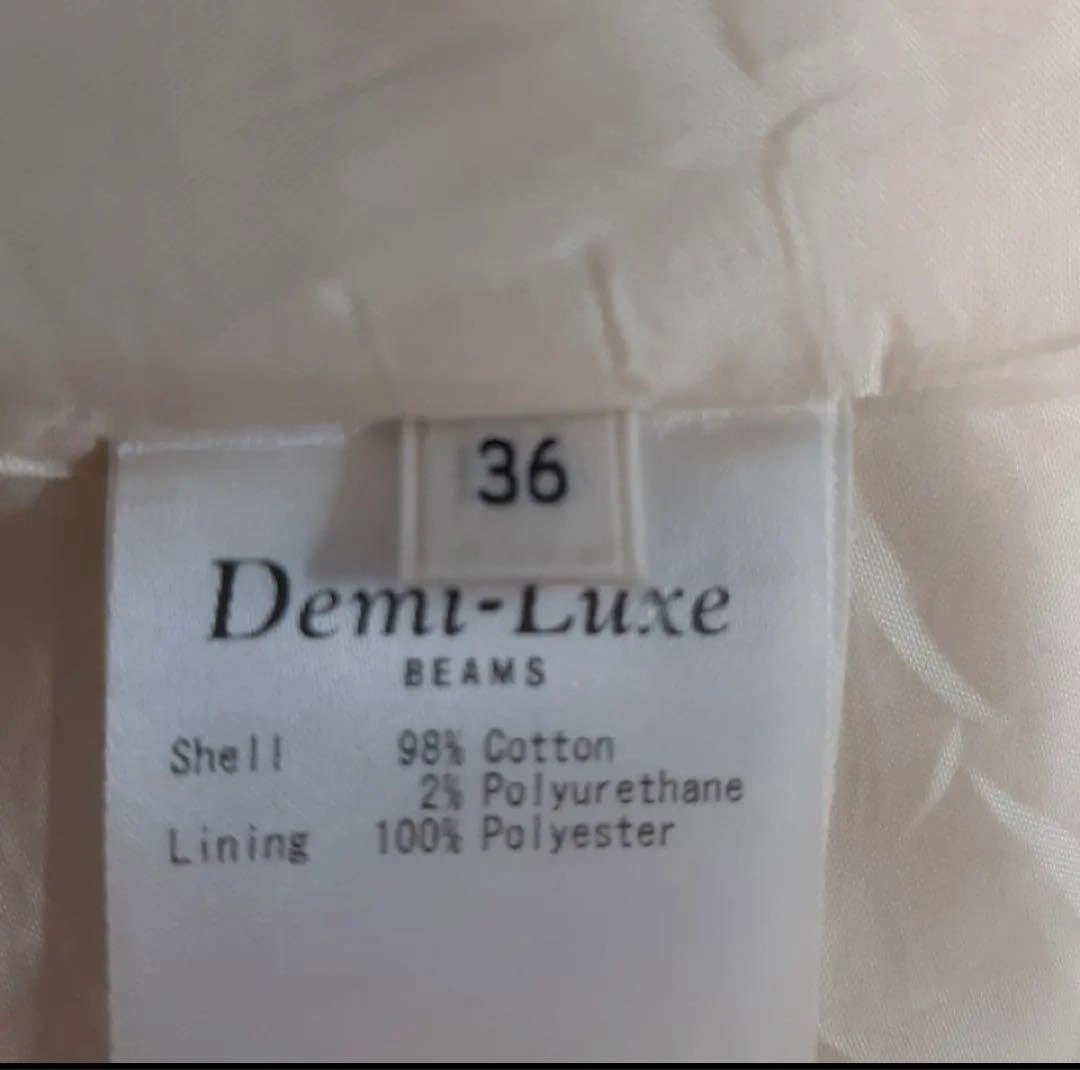 36
Demi-Luxe
BEAMS
Shell 98% Cotton
2% Polyurethane
Lining 100% Polyester